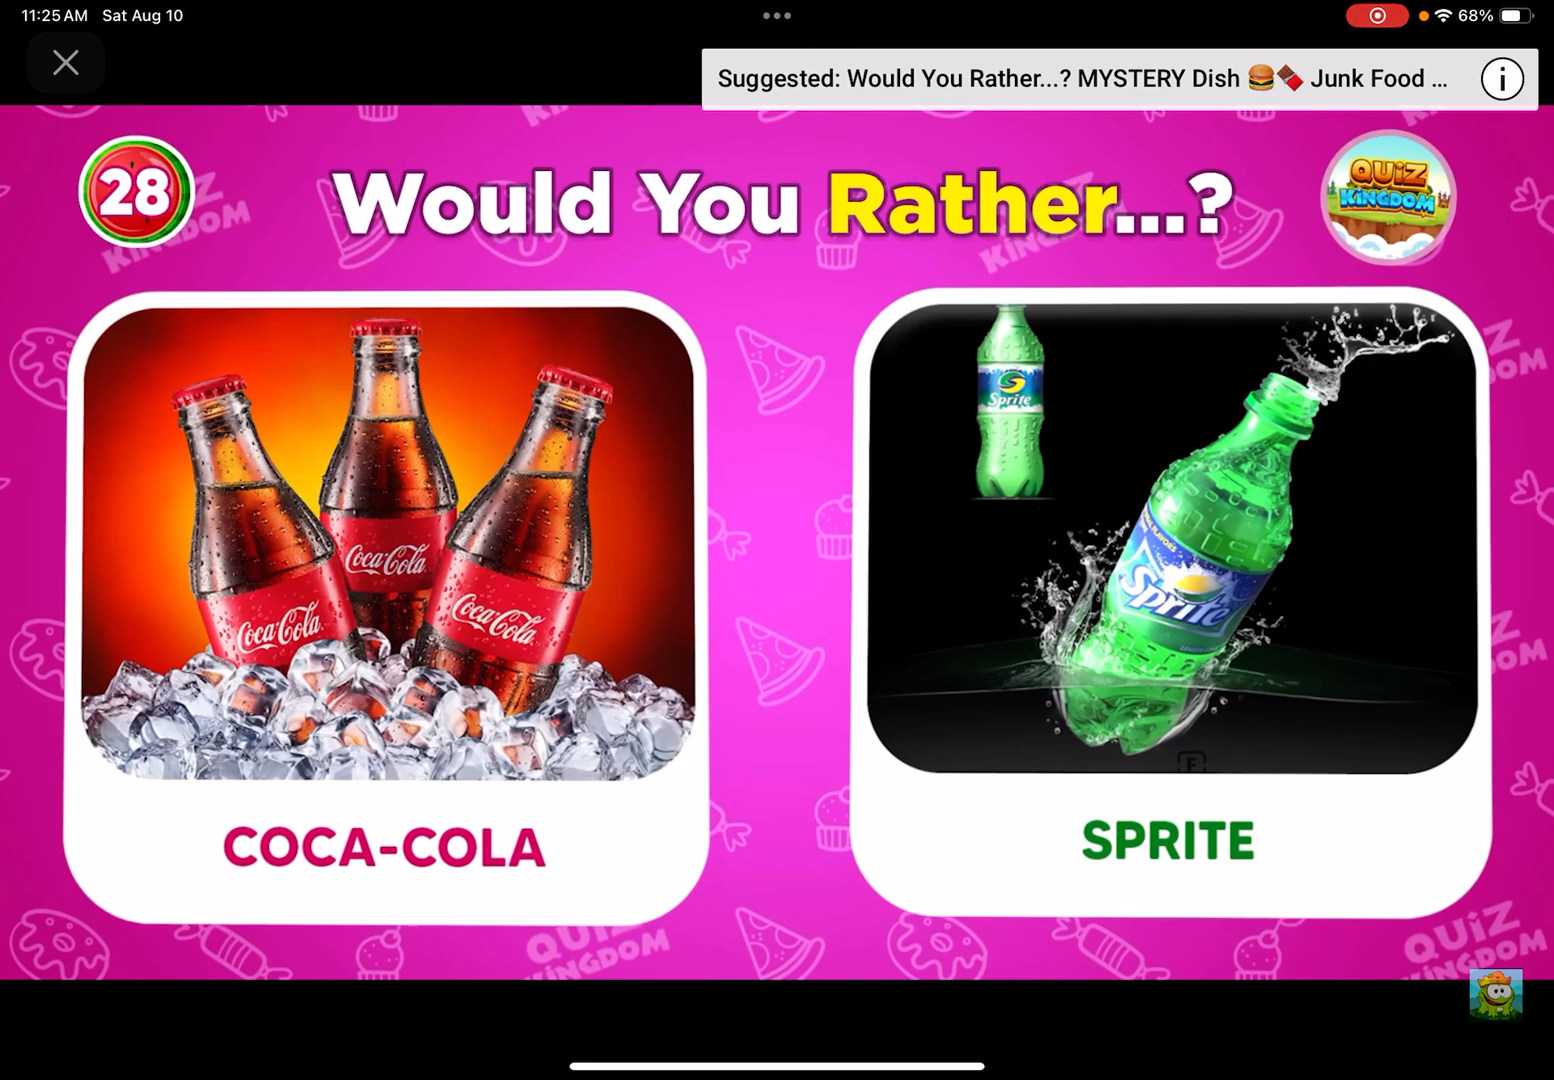 11:25 AM Sat Aug 10
68%
Suggested: Would You Rather...? MYSTERY Dish 🍔🍫 Junk Food ...
28
Would You Rather...?
QUIZ
KINGDOM
Sprite
Coca-Cola
Coca-Cola
Coca-Cola
Sprite
F
COCA-COLA
SPRITE
QUIZ
KINGDOM
QUIZ
KINGDOM